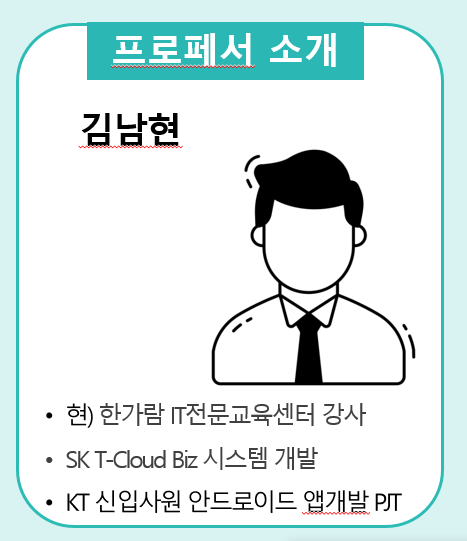 프로페서 소개
김남현
• 현) 한가람 IT전문교육센터 강사
• SK T-Cloud Biz 시스템 개발
• KT 신입사원 안드로이드 앱개발 PJT